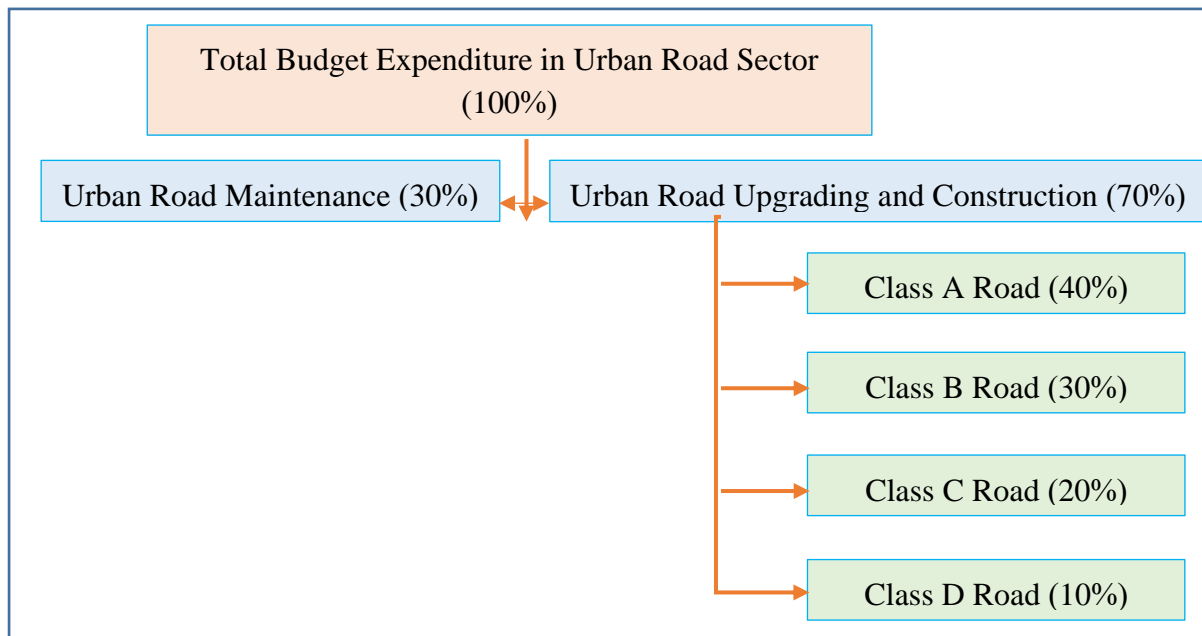 Total Budget Expenditure in Urban Road Sector
(100%)
Urban Road Maintenance (30%)
Urban Road Upgrading and Construction (70%)
Class A Road (40%)
Class B Road (30%)
Class C Road (20%)
Class D Road (10%)